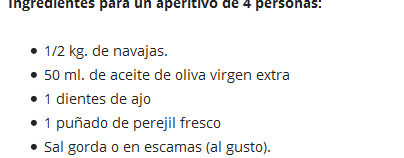 Ingredientes para un aperitivo de 4 personas:
1/2 kg. de navajas.
50 ml. de aceite de oliva virgen extra
1 dientes de ajo
1 puñado de perejil fresco
Sal gorda o en escamas (al gusto).